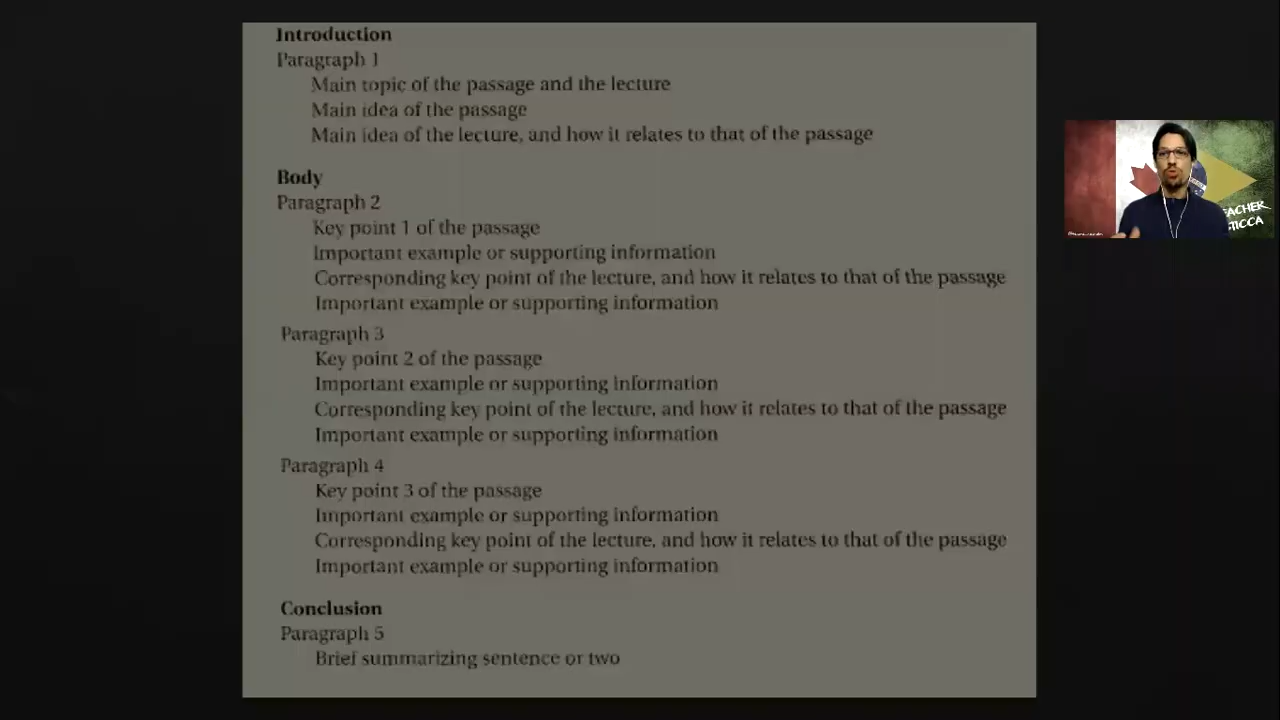 Introduction
Paragraph 1
Main topic of the passage and the lecture
Main idea of the passage
Main idea of the lecture, and how it relates to that of the passage
Body
Paragraph 2
Key point 1 of the passage
Important example or supporting information
Corresponding key point of the lecture, and how it relates to that of the passage
Important example or supporting information
Paragraph 3
Key point 2 of the passage
Important example or supporting information
Corresponding key point of the lecture, and how it relates to that of the passage
Important example or supporting information
Paragraph 4
Key point 3 of the passage
Important example or supporting information
Corresponding key point of the lecture, and how it relates to that of the passage
Important example or supporting information
Conclusion
Paragraph 5
Brief summarizing sentence or two